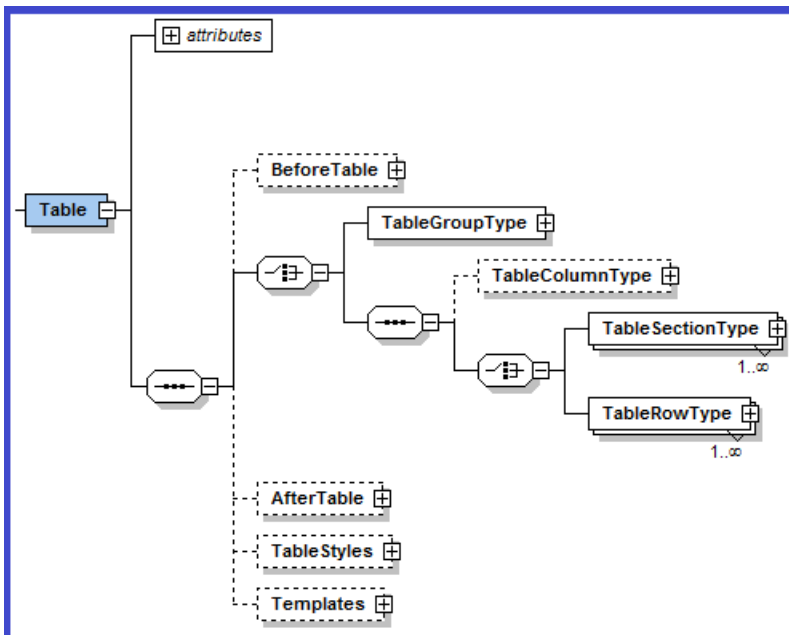 attributes
BeforeTable
Table
TableGroupType
TableColumnType
TableSectionType
1..∞
TableRowType
1..∞
AfterTable
TableStyles
Templates